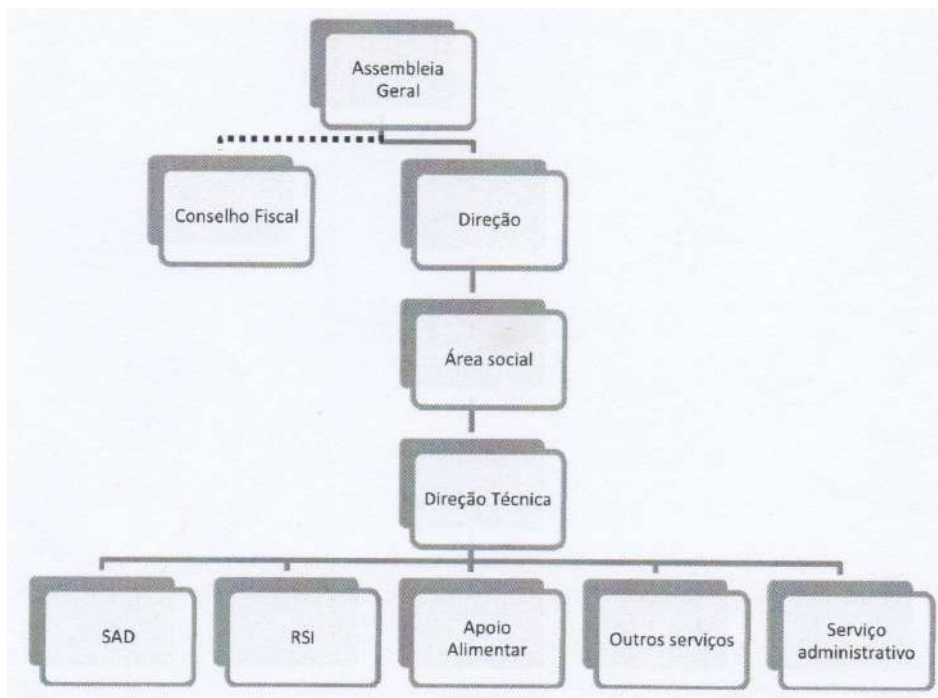 Assembleia
Geral
Conselho Fiscal
Direção
Área social
Direção Técnica
SAD
RSI
Apoio
Alimentar
Outros serviços
Serviço
administrativo